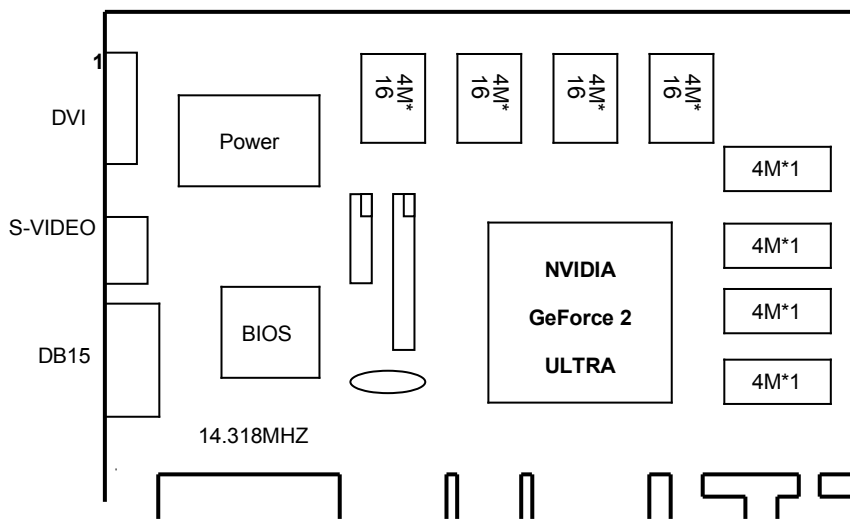 1
DVI
S-VIDEO
DB15
Power
BIOS
14.318MHZ
4M*
16
4M*
16
4M*
16
4M*
16
NVIDIA
GeForce 2
ULTRA
4M*1
4M*1
4M*1
4M*1